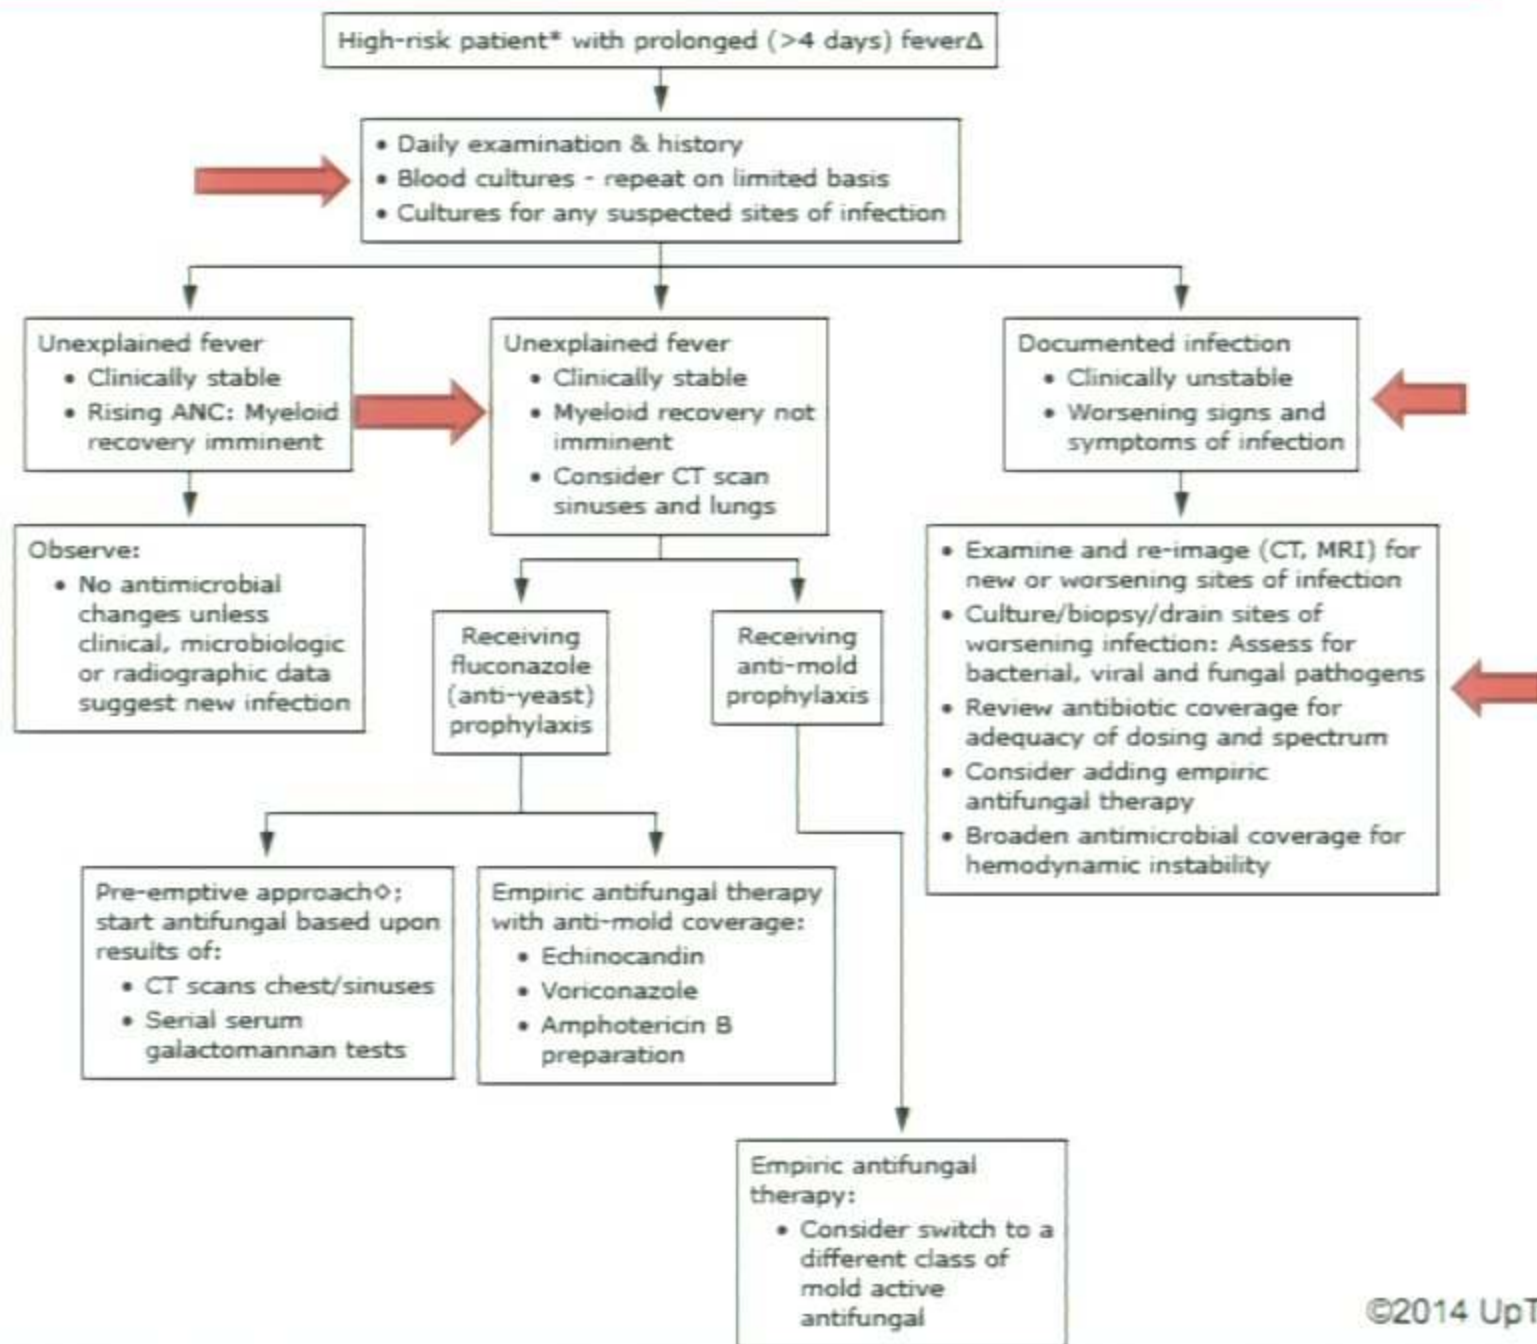 High-risk patient* with prolonged (>4 days) feverΔ
• Daily examination & history
• Blood cultures - repeat on limited basis
• Cultures for any suspected sites of infection
Unexplained fever
• Clinically stable
• Rising ANC: Myeloid
recovery imminent
Unexplained fever
• Clinically stable
• Myeloid recovery not
imminent
• Consider CT scan
sinuses and lungs
Documented infection
• Clinically unstable
• Worsening signs and
symptoms of infection
Observe:
• No antimicrobial
changes unless
clinical, microbiologic
or radiographic data
suggest new infection
Receiving
fluconazole
(anti-yeast)
prophylaxis
Receiving
anti-mold
prophylaxis
• Examine and re-image (CT, MRI) for
new or worsening sites of infection
• Culture/biopsy/drain sites of
worsening infection: Assess for
bacterial, viral and fungal pathogens
• Review antibiotic coverage for
adequacy of dosing and spectrum
• Consider adding empiric
antifungal therapy
• Broaden antimicrobial coverage for
hemodynamic instability
Pre-emptive approach◊;
start antifungal based upon
results of:
• CT scans chest/sinuses
• Serial serum
galactomannan tests
Empiric antifungal therapy
with anti-mold coverage:
• Echinocandin
• Voriconazole
• Amphotericin B
preparation
Empiric antifungal
therapy:
• Consider switch to a
different class of
mold active
antifungal
©2014 UpT